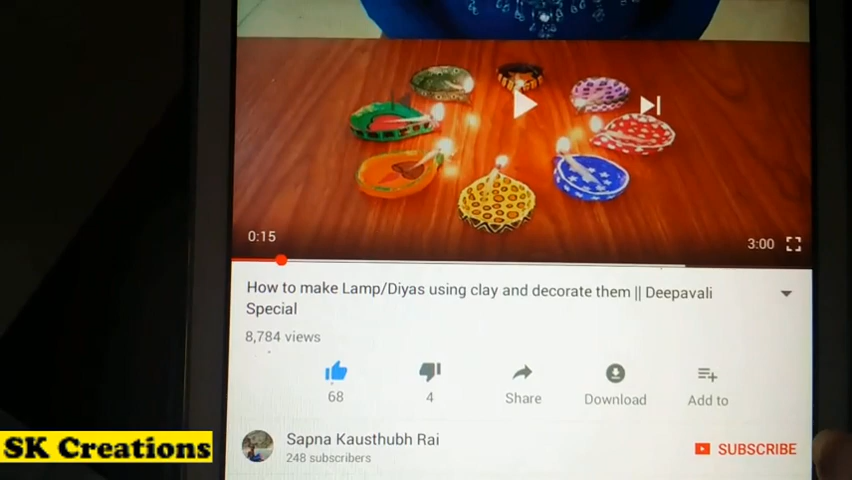 0:15
3:00
How to make Lamp/Diyas using clay and decorate them || Deepavali
Special
8,784 views
68
4
Share
Download
Add to
Sapna Kausthubh Rai
248 subscribers
SUBSCRIBE
SK Creations